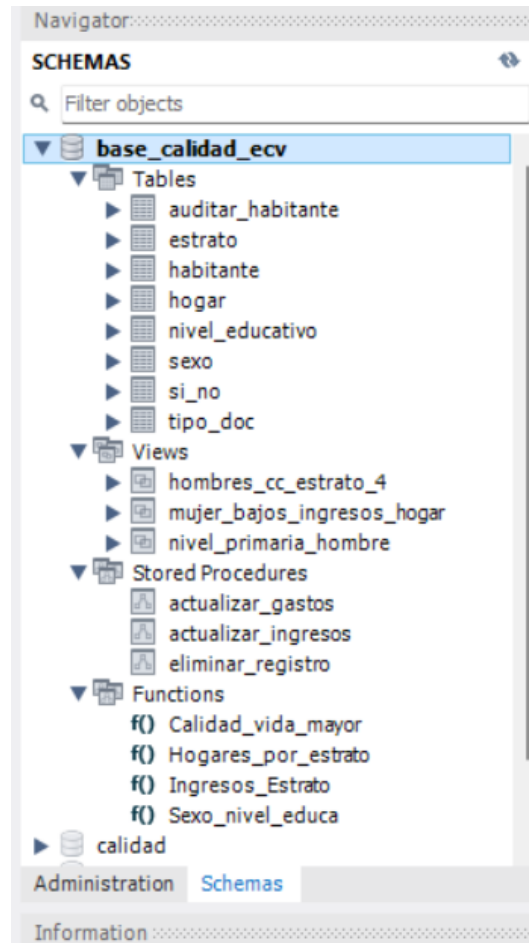 Navigator
SCHEMAS
Filter objects
base_calidad_ecv
Tables
auditar_habitante
estrato
habitante
hogar
nivel_educativo
sexo
si_no
tipo_doc
Views
hombres_cc_estrato_4
mujer_bajos_ingresos_hogar
nivel_primaria_hombre
Stored Procedures
actualizar_gastos
actualizar_ingresos
eliminar_registro
Functions
f() Calidad_vida_mayor
f() Hogares_por_estrato
f() Ingresos_Estrato
f() Sexo_nivel_educa
calidad
Administration Schemas
Information